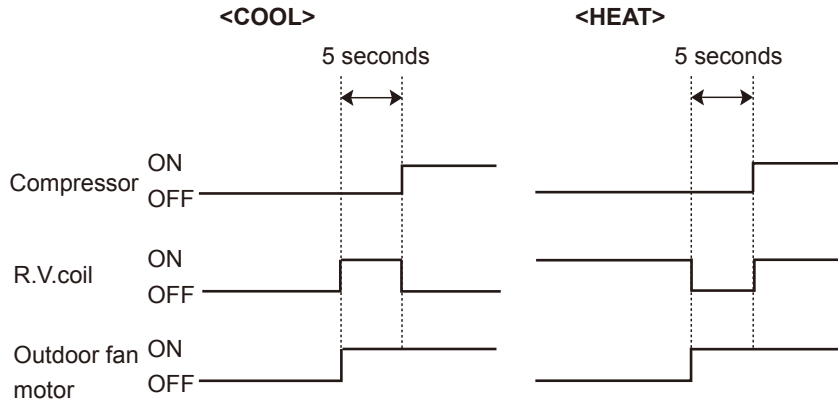 <COOL> <HEAT>
5 seconds 5 seconds
Compressor ON
OFF
R.V.coil ON
OFF
Outdoor fan motor ON
OFF